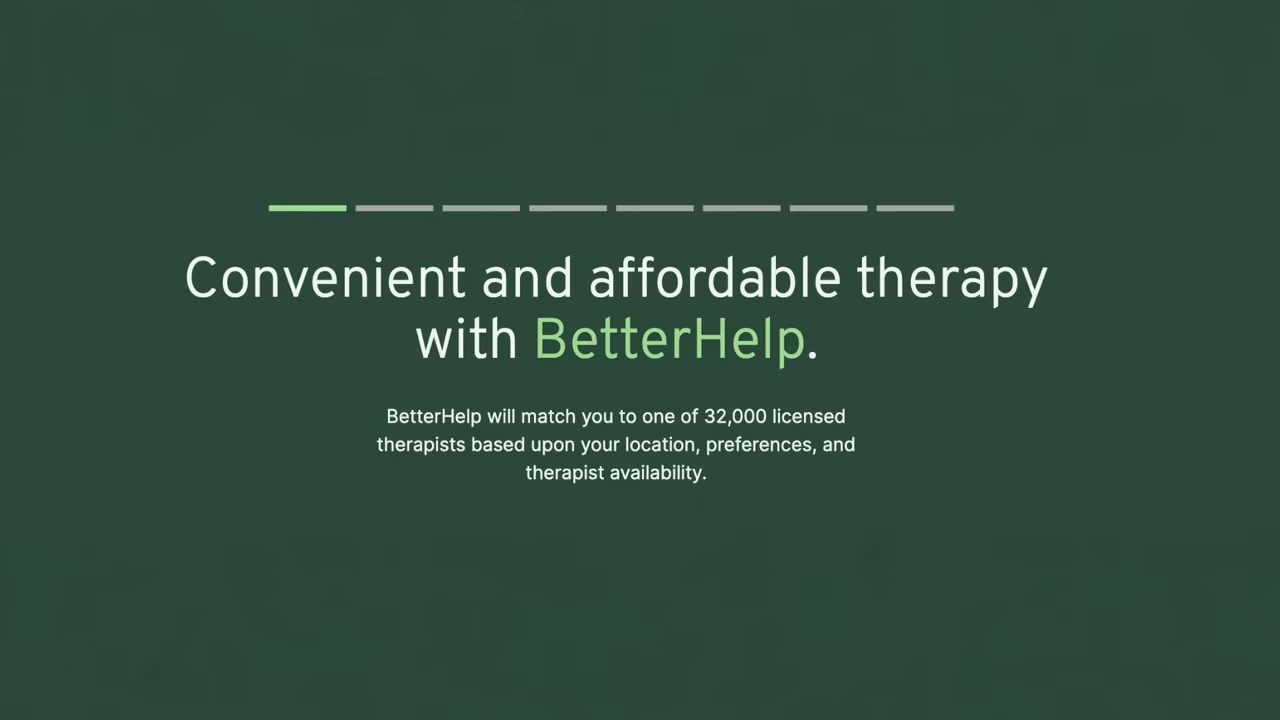 Convenient and affordable therapy
with BetterHelp.
BetterHelp will match you to one of 32,000 licensed
therapists based upon your location, preferences, and
therapist availability.